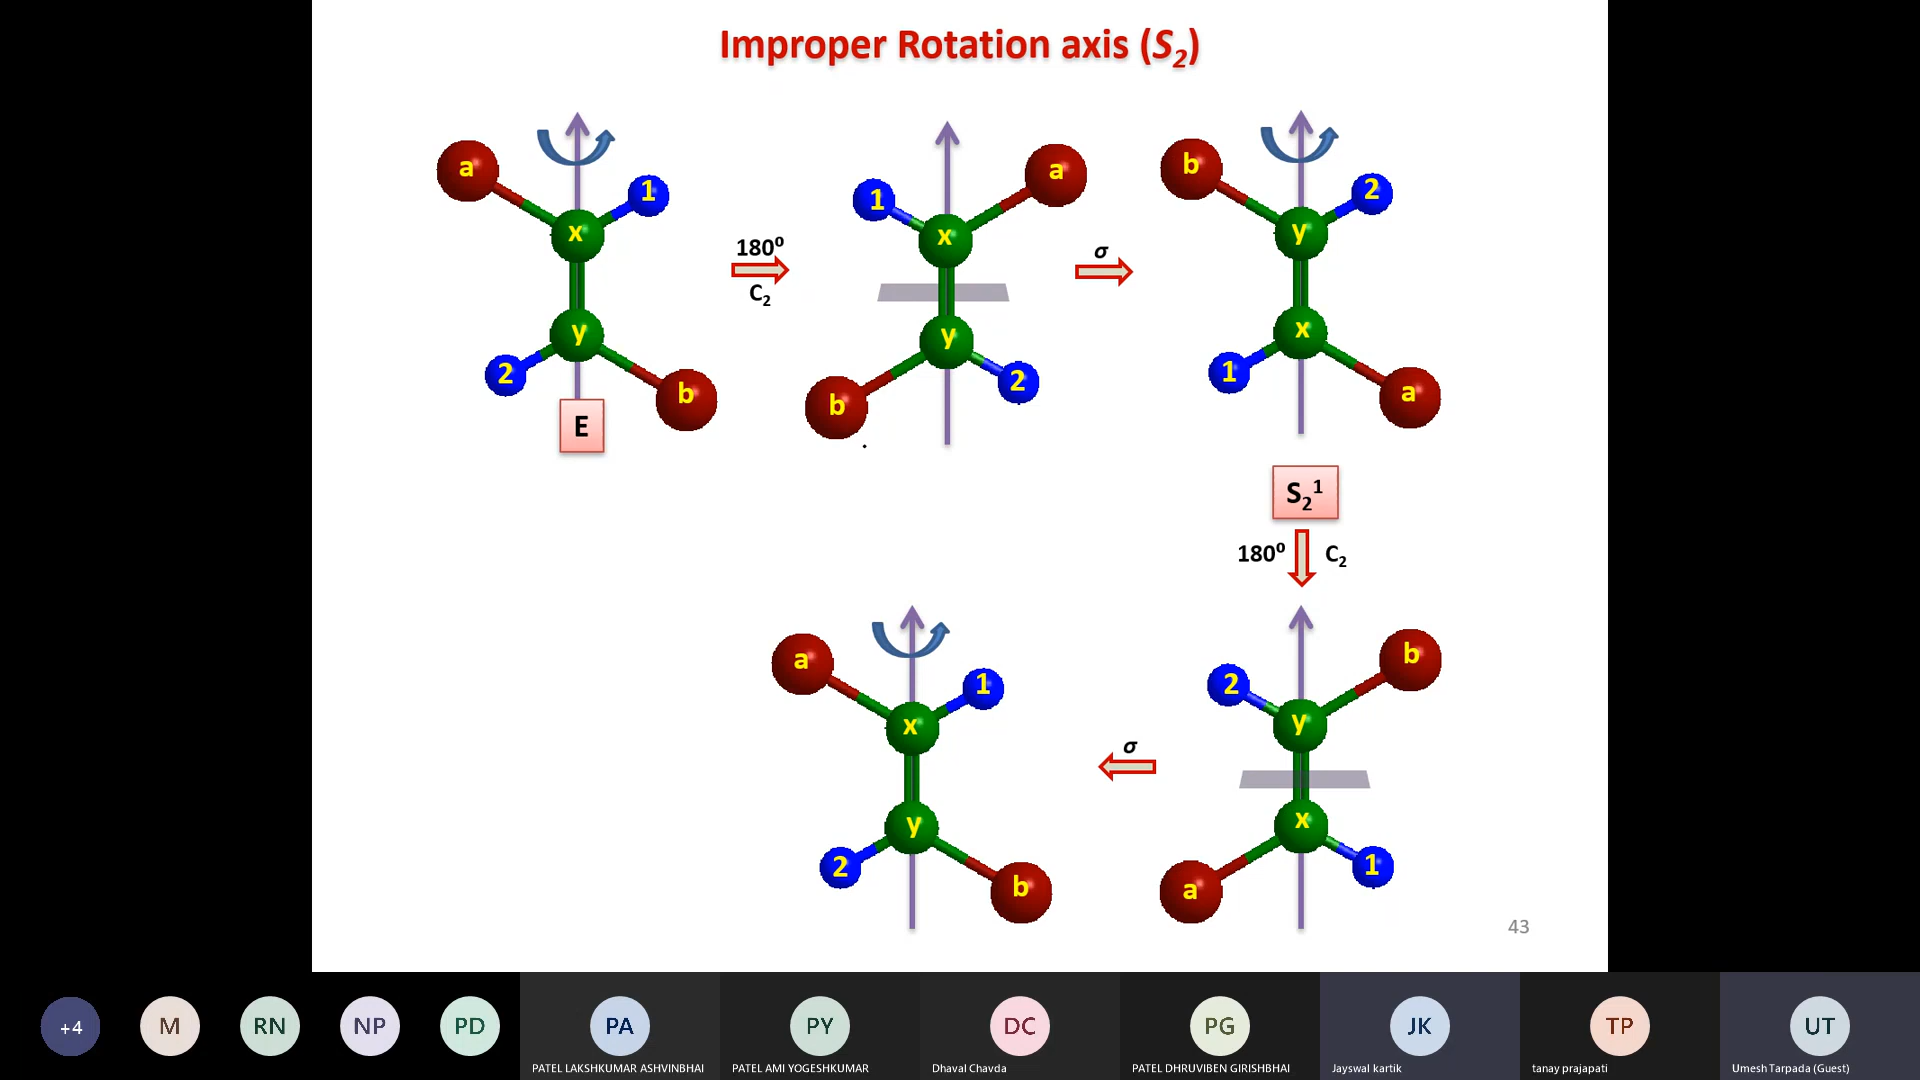 Improper Rotation axis (S₂)
a
1
x
y
2
b
E
180⁰
C₂
1
a
x
y
b
2
σ
b
2
y
x
1
a
S₂¹
180⁰ C₂
a
1
x
y
2
b
σ
2
b
y
x
a
1
43
+4
M
RN
NP
PD
PA
PATEL LAKSHKUMAR ASHVINBHAI
PY
PATEL AMI YOGESHKUMAR
DC
Dhaval Chavda
PG
PATEL DHRUVIBEN GIRISHBHAI
JK
Jayswal kartik
TP
tanay prajapati
UT
Umesh Tarpada (Guest)